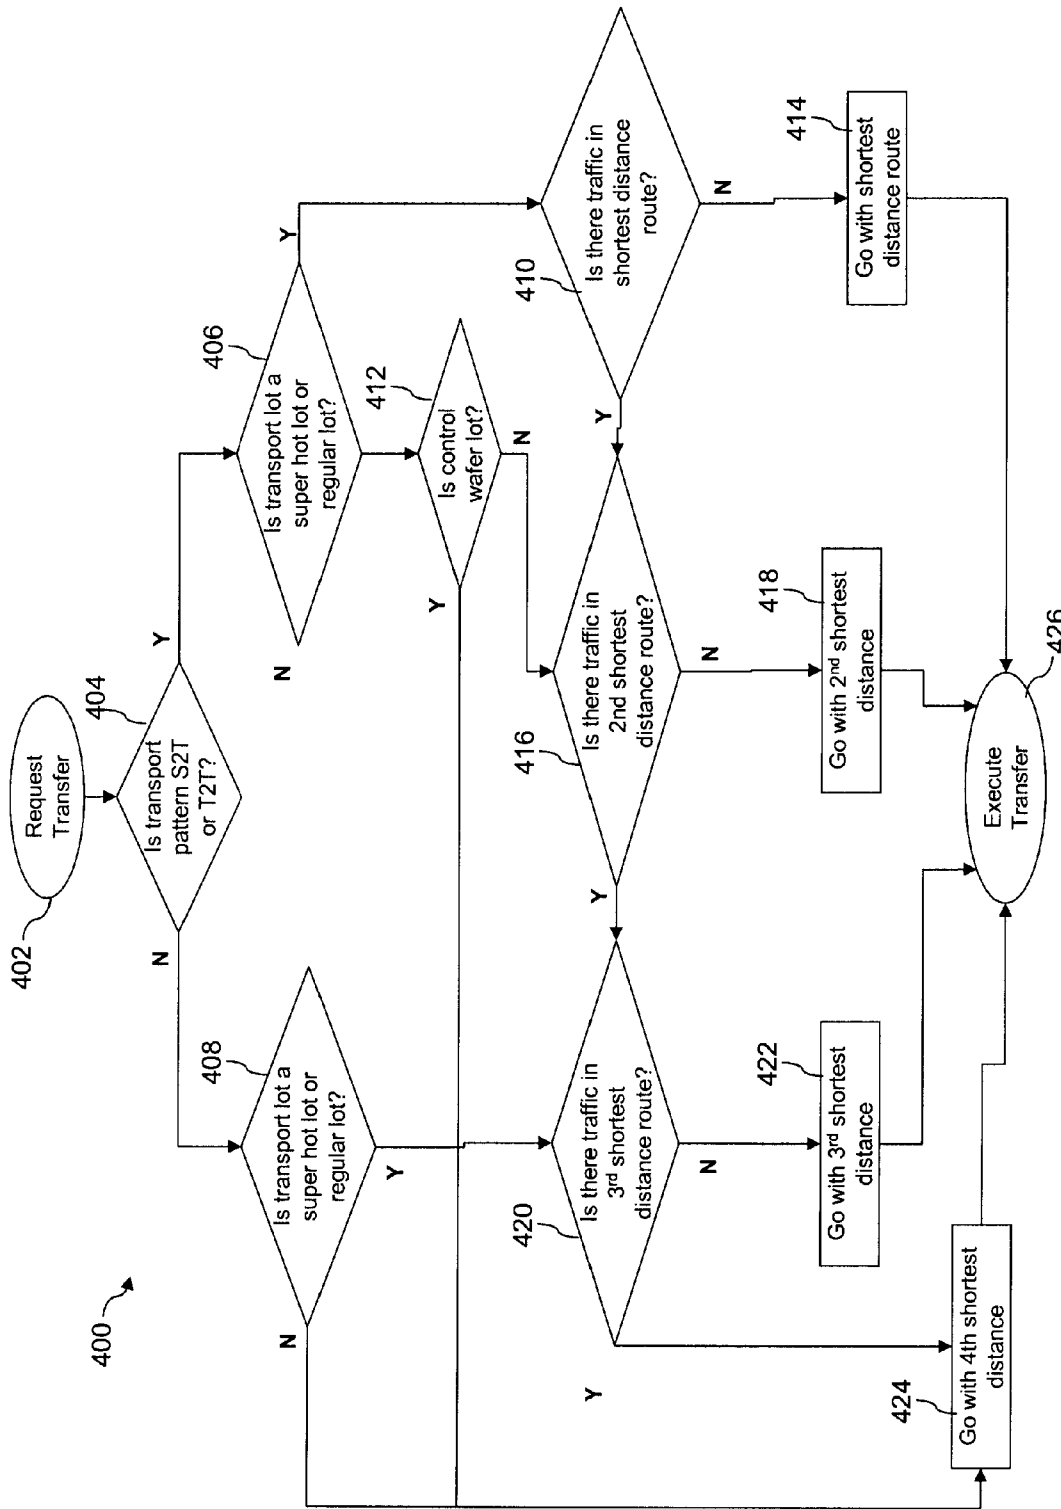 400
402
Request
Transfer
404
Is transport
pattern S2T
or T2T?
N
Y
408
Is transport lot a
super hot lot or
regular lot?
N
Y
406
Is transport lot a
super hot lot or
regular lot?
N
Y
412
Is control
wafer lot?
Y
N
410
Is there traffic in
shortest distance
route?
Y
N
416
Is there traffic in
2nd shortest
distance route?
Y
N
420
Is there traffic in
3rd shortest
distance route?
Y
N
414
Go with shortest
distance route
418
Go with 2nd shortest
distance
422
Go with 3rd shortest
distance
424
Go with 4th shortest
distance
Execute
Transfer
426